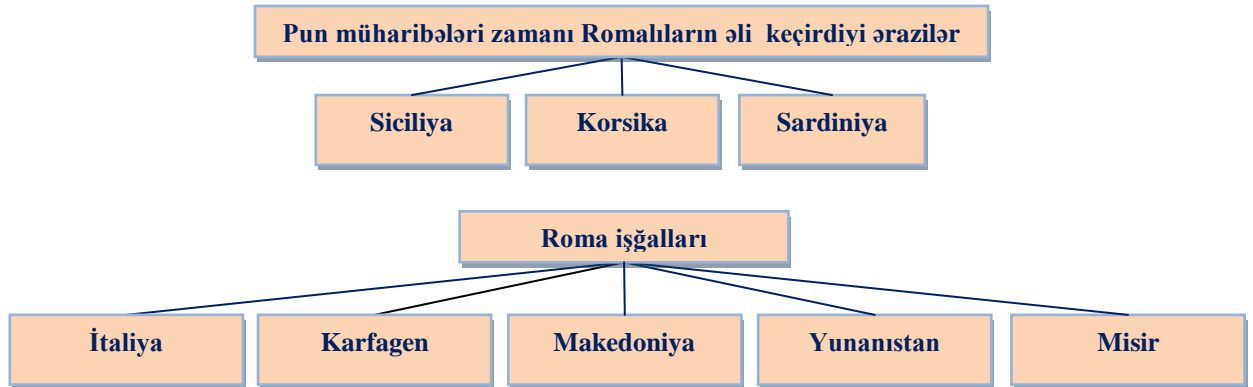 Pun müharibələri zamanı Romalıların əli keçirdiyi ərazilər
Siciliya
Korsika
Sardiniya
Roma işğalları
İtaliya
Karfagen
Makedoniya
Yunanıstan
Misir